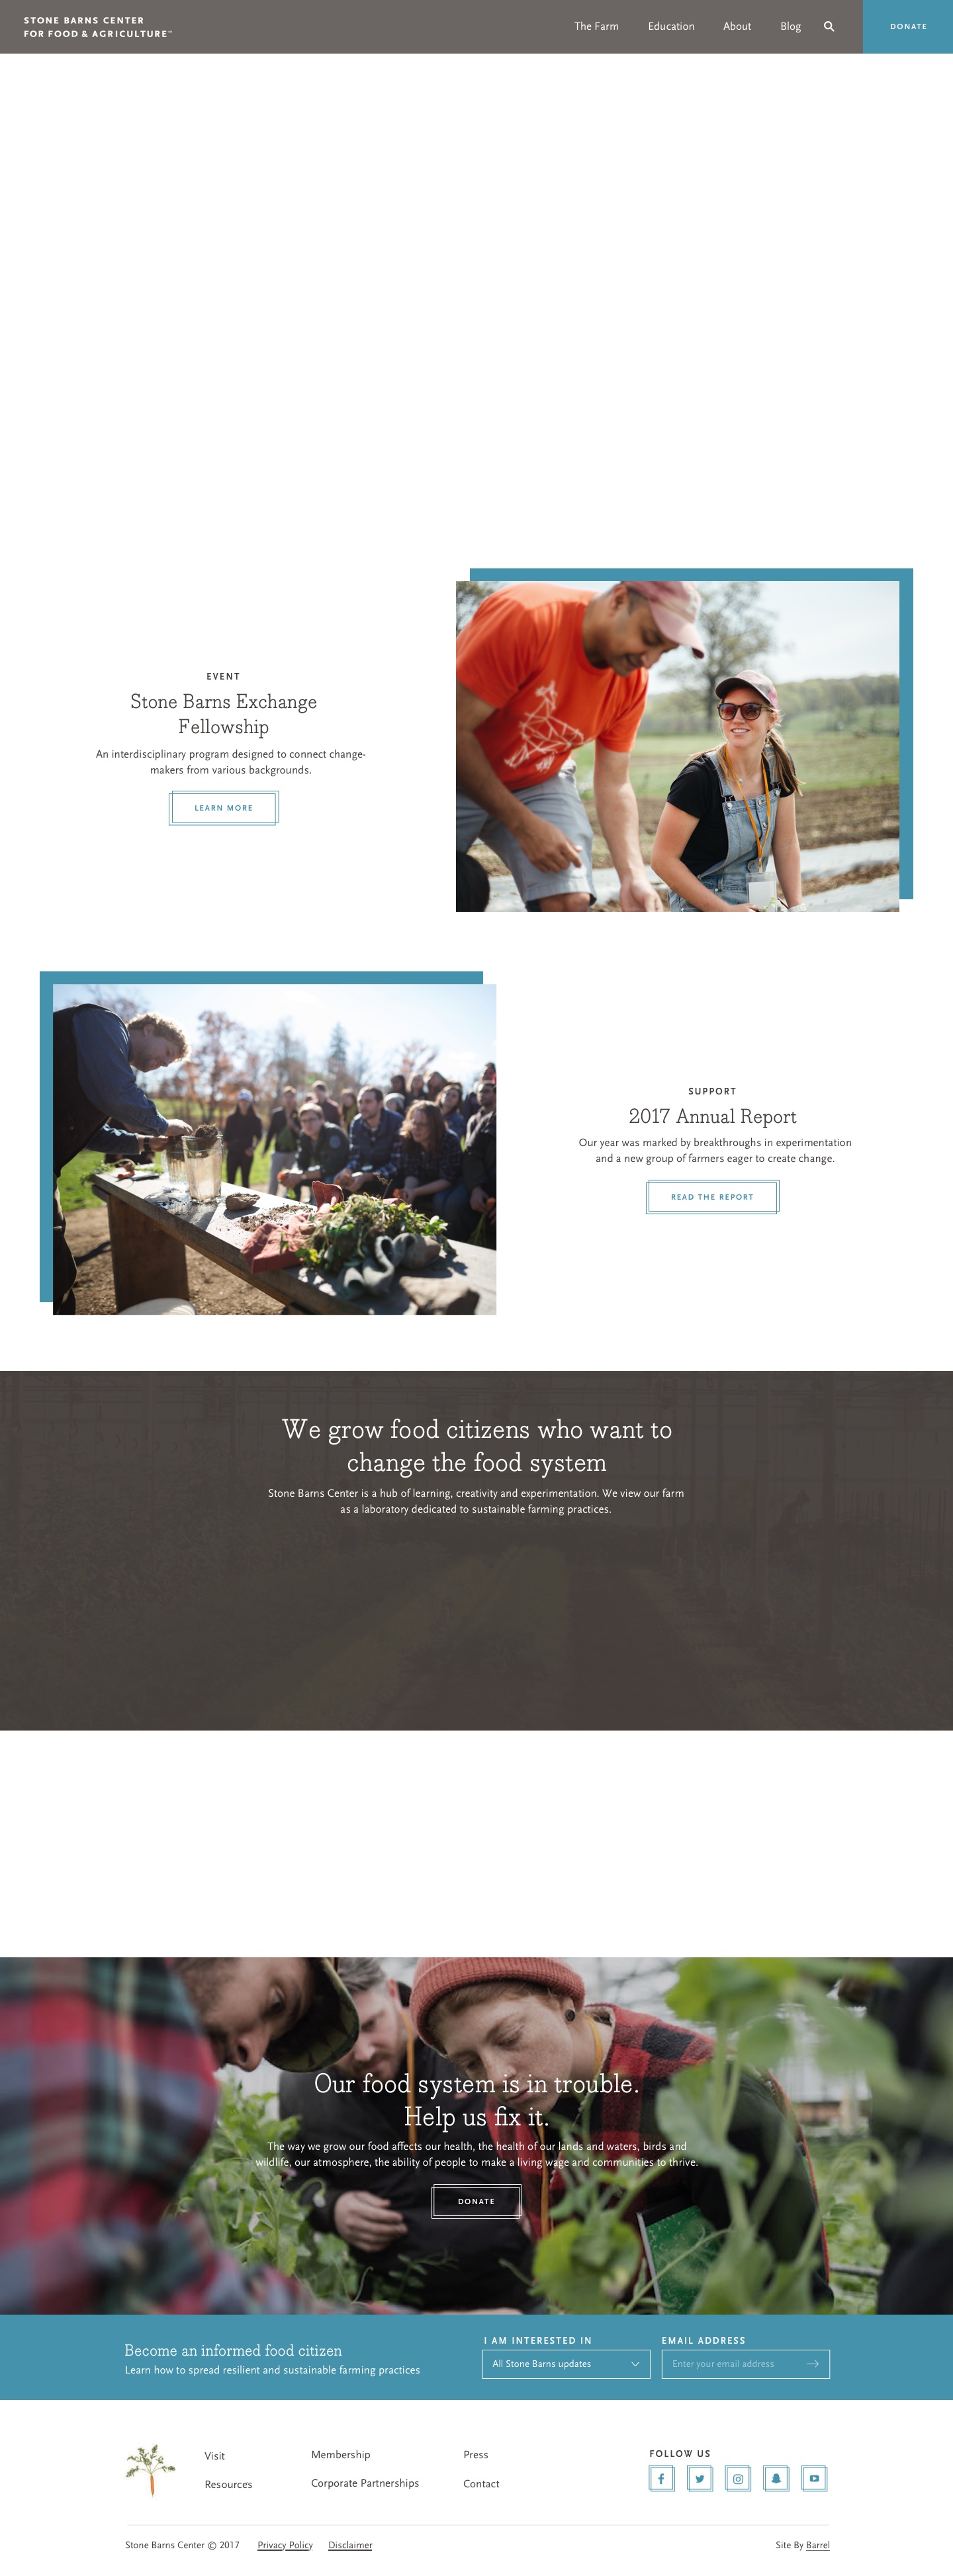 STONE BARNS CENTER
FOR FOOD & AGRICULTURE™
The Farm
Education
About
Blog
DONATE
EVENT
Stone Barns Exchange
Fellowship
An interdisciplinary program designed to connect change-
makers from various backgrounds.
LEARN MORE
SUPPORT
2017 Annual Report
Our year was marked by breakthroughs in experimentation
and a new group of farmers eager to create change.
READ THE REPORT
We grow food citizens who want to
change the food system
Stone Barns Center is a hub of learning, creativity and experimentation. We view our farm
as a laboratory dedicated to sustainable farming practices.
Our food system is in trouble.
Help us fix it.
The way we grow our food affects our health, the health of our lands and waters, birds and
wildlife, our atmosphere, the ability of people to make a living wage and communities to thrive.
DONATE
Become an informed food citizen
Learn how to spread resilient and sustainable farming practices
I AM INTERESTED IN
All Stone Barns updates
EMAIL ADDRESS
Enter your email address
Visit
Resources
Membership
Corporate Partnerships
Press
Contact
FOLLOW US
Stone Barns Center © 2017
Privacy Policy
Disclaimer
Site By Barrel